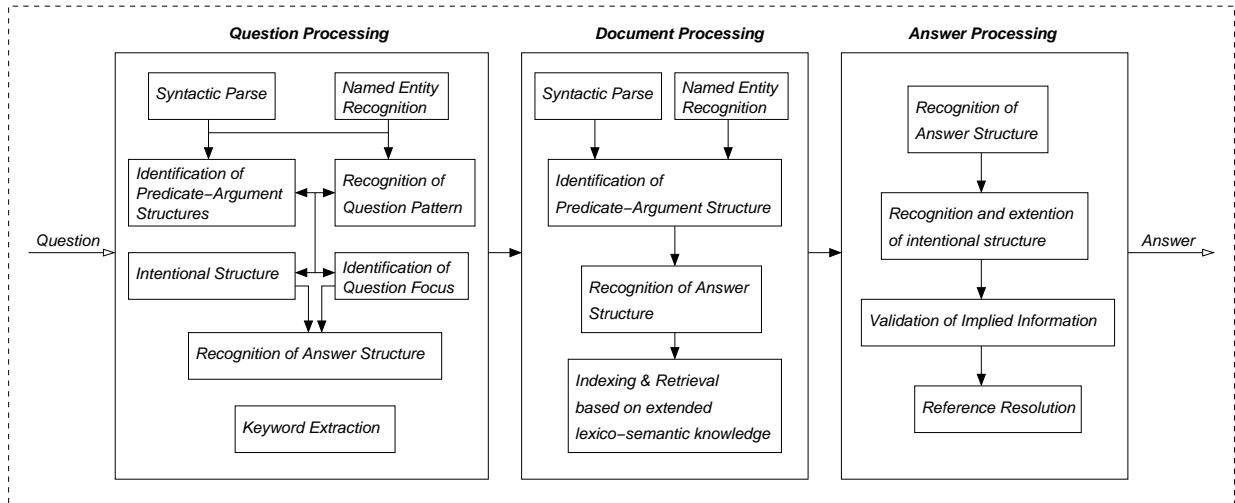 Question Processing
Document Processing
Answer Processing
Question
Syntactic Parse
Named Entity
Recognition
Identification of
Predicate−Argument
Structures
Recognition of
Question Pattern
Intentional Structure
Identification of
Question Focus
Recognition of Answer Structure
Keyword Extraction
Syntactic Parse
Named Entity
Recognition
Identification of
Predicate−Argument Structure
Recognition of Answer
Structure
Indexing & Retrieval
based on extended
lexico−semantic knowledge
Recognition of
Answer Structure
Recognition and extention
of intentional structure
Validation of Implied Information
Reference Resolution
Answer